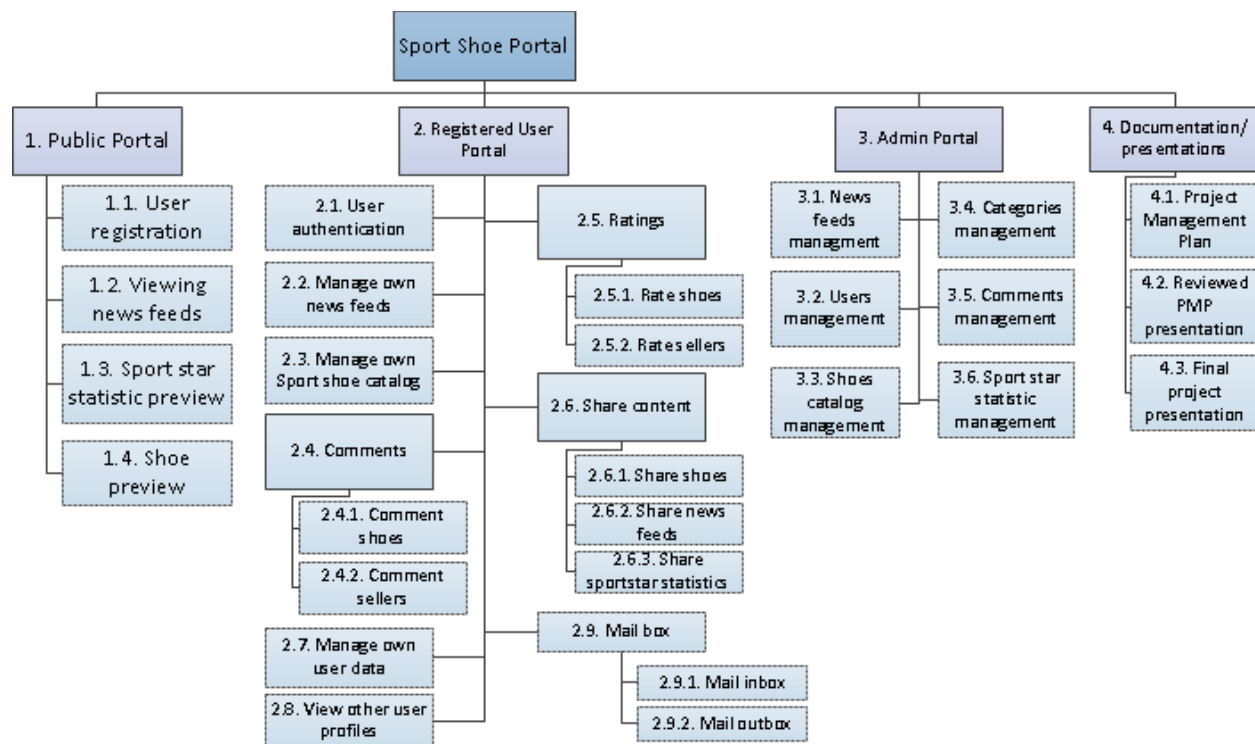 Sport Shoe Portal
1. Public Portal
2. Registered User
Portal
3. Admin Portal
4. Documentation/
presentations
1.1. User
registration
1.2. Viewing
news feeds
1.3. Sport star
statistic preview
1.4. Shoe
preview
2.1. User
authentication
2.2. Manage own
news feeds
2.3. Manage own
Sport shoe catalog
2.4. Comments
2.4.1. Comment
shoes
2.4.2. Comment
sellers
2.7. Manage own
user data
2.8. View other user
profiles
2.5. Ratings
2.5.1. Rate shoes
2.5.2. Rate sellers
2.6. Share content
2.6.1. Share shoes
2.6.2. Share news
feeds
2.6.3. Share
sportstar statistics
2.9. Mail box
2.9.1. Mail inbox
2.9.2. Mail outbox
3.1. News
feeds
managment
3.2. Users
management
3.3. Shoes
catalog
management
3.4. Categories
management
3.5. Comments
management
3.6. Sport star
statistic
management
4.1. Project
Management
Plan
4.2. Reviewed
PMP
presentation
4.3. Final
project
presentation